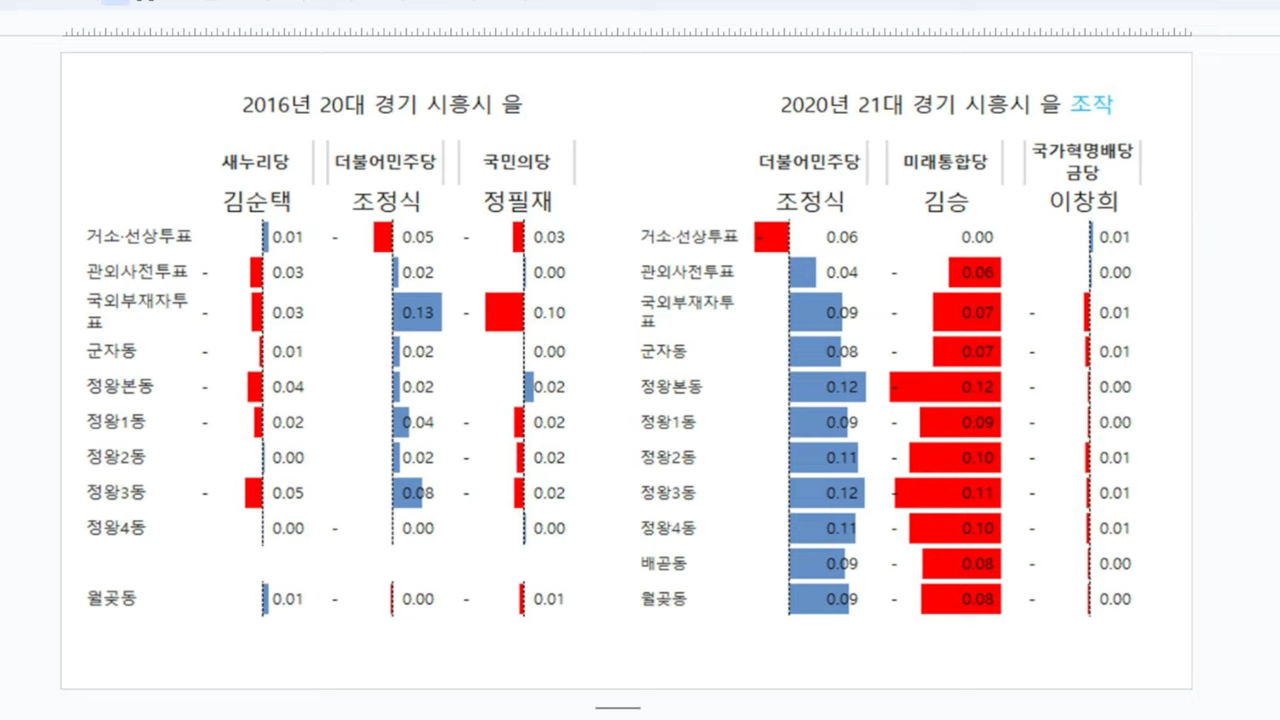 2016년 20대 경기 시흥시 을
새누리당 더불어민주당 국민의당
김순택 조정식 정필재
거소·선상투표 0.01 - 0.05 - 0.03
관외사전투표 - 0.03 0.02 0.00
국외부재자투
표 - 0.03 0.13 - 0.10
군자동 - 0.01 0.02 0.00
정왕본동 - 0.04 0.02 0.02
정왕1동 - 0.02 0.04 - 0.02
정왕2동 0.00 0.02 - 0.02
정왕3동 - 0.05 0.08 - 0.02
정왕4동 0.00 - 0.00 0.00
월곶동 0.01 - 0.00 - 0.01
2020년 21대 경기 시흥시 을 조작
더불어민주당 미래통합당 국가혁명배당
금당
조정식 김승 이창희
거소·선상투표 - 0.06 0.00 0.01
관외사전투표 0.04 - 0.06 0.00
국외부재자투
표 0.09 - 0.07 - 0.01
군자동 0.08 - 0.07 - 0.01
정왕본동 0.12 - 0.12 - 0.00
정왕1동 0.09 - 0.09 - 0.00
정왕2동 0.11 - 0.10 - 0.01
정왕3동 0.12 - 0.11 - 0.01
정왕4동 0.11 - 0.10 - 0.01
배곧동 0.09 - 0.08 - 0.00
월곶동 0.09 - 0.08 - 0.00